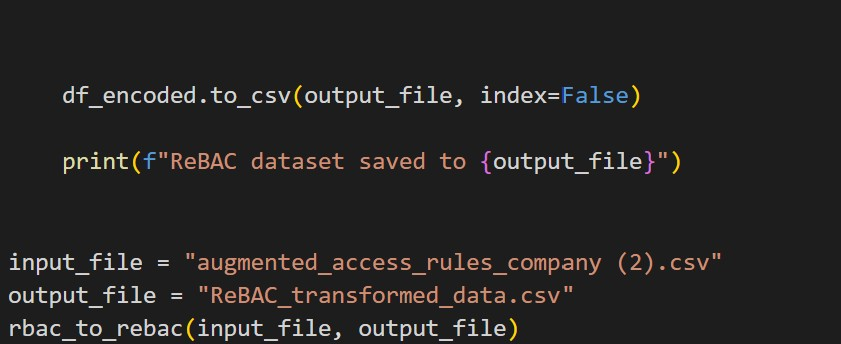 df_encoded.to_csv(output_file, index=False)
print(f"ReBAC dataset saved to {output_file}")
input_file = "augmented_access_rules_company (2).csv"
output_file = "ReBAC_transformed_data.csv"
rbac_to_rebac(input_file, output_file)